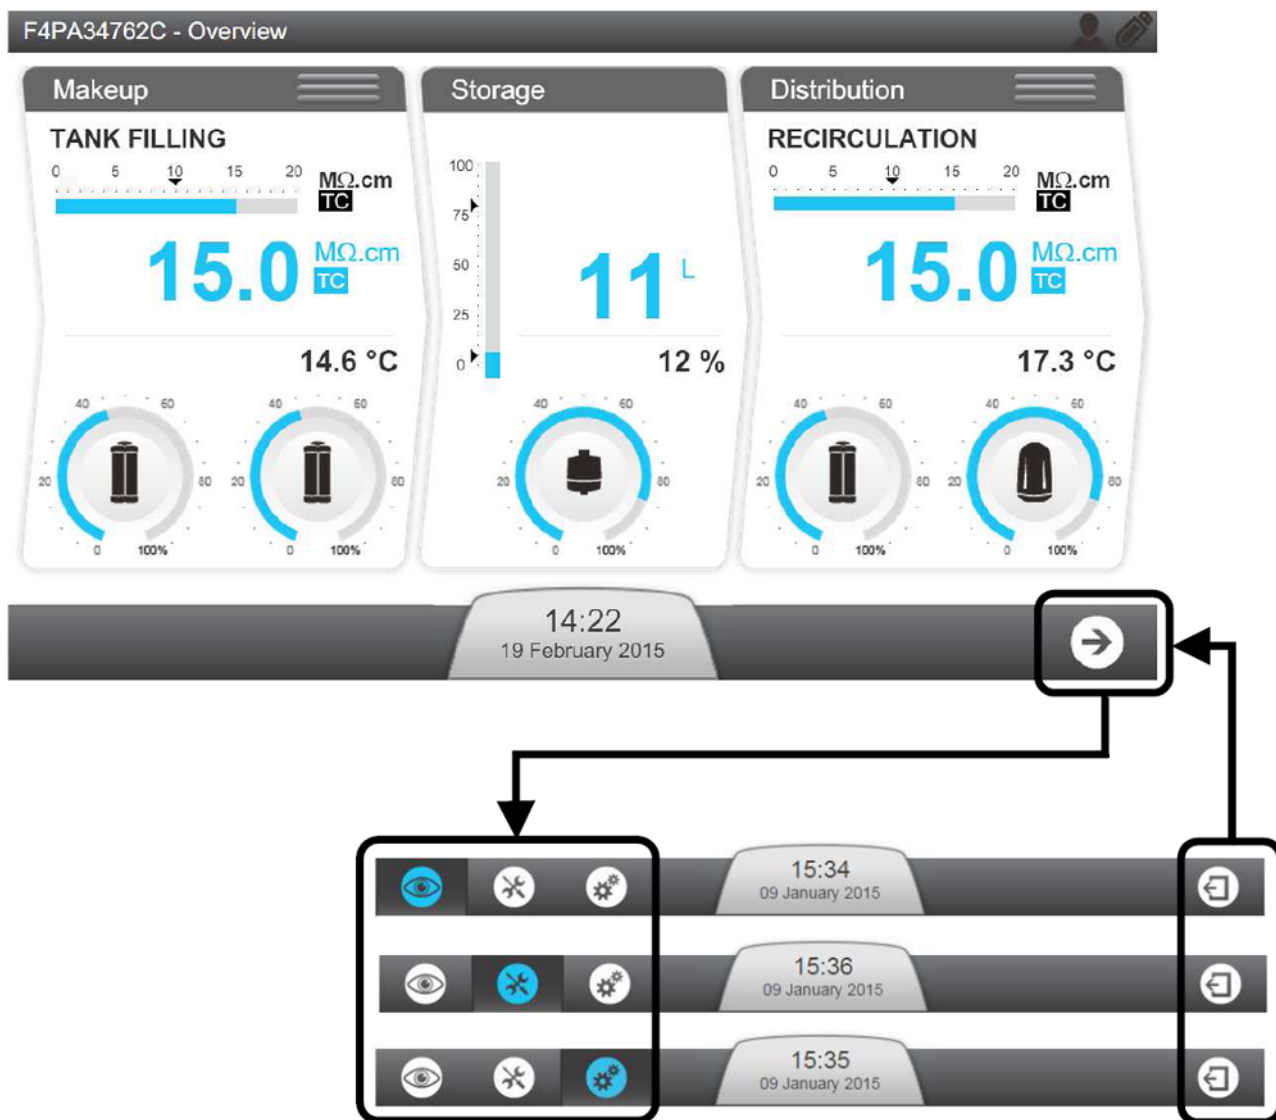 F4PA34762C - Overview
Makeup
TANK FILLING
0 5 10 15 20
MΩ.cm
TC
15.0 MΩ.cm
TC
14.6 °C
0 20 40 60 80 100%
0 20 40 60 80 100%
Storage
100
75
50
25
0
11 L
12 %
0 20 40 60 80 100%
Distribution
RECIRCULATION
0 5 10 15 20
MΩ.cm
TC
15.0 MΩ.cm
TC
17.3 °C
0 20 40 60 80 100%
0 20 40 60 80 100%
14:22
19 February 2015
15:34
09 January 2015
15:36
09 January 2015
15:35
09 January 2015